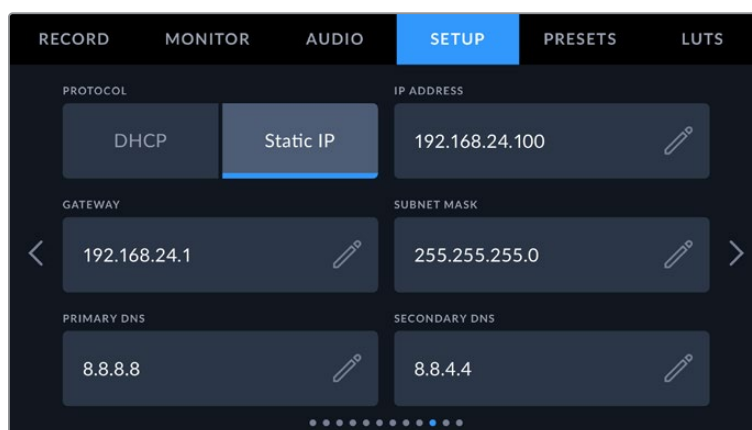 RECORD MONITOR AUDIO SETUP PRESETS LUTS
PROTOCOL IP ADDRESS
DHCP Static IP 192.168.24.100
GATEWAY SUBNET MASK
192.168.24.1 255.255.255.0
PRIMARY DNS SECONDARY DNS
8.8.8.8 8.8.4.4